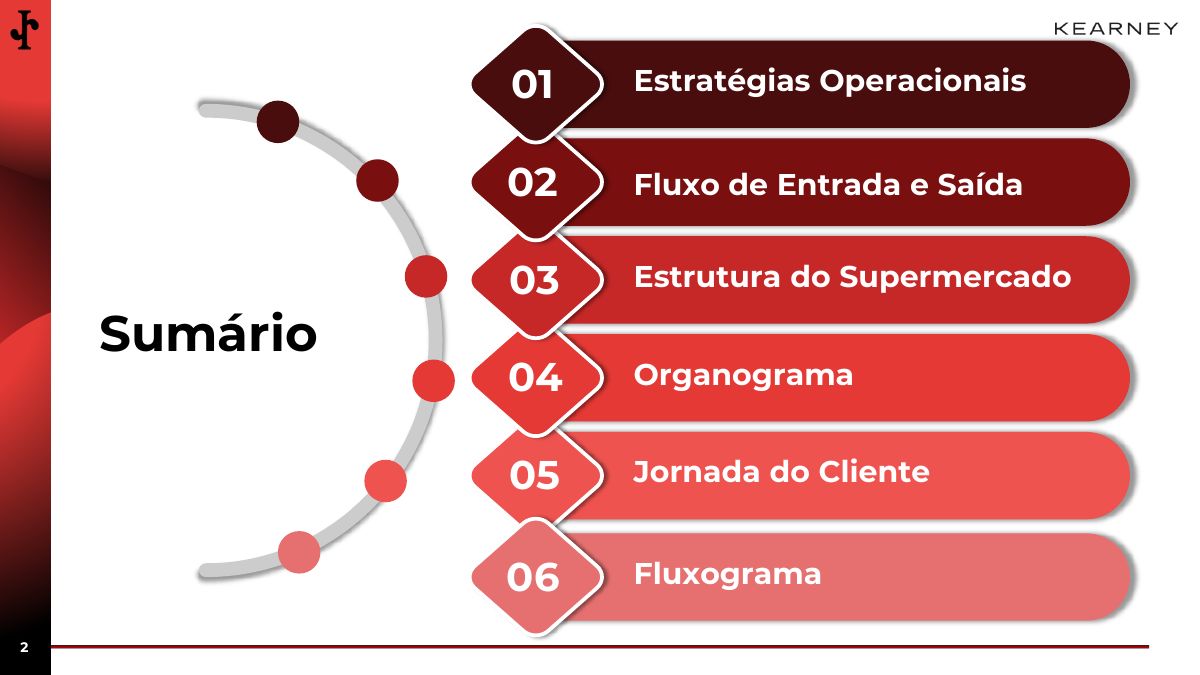 KEARNEY
Sumário
01 Estratégias Operacionais
02 Fluxo de Entrada e Saída
03 Estrutura do Supermercado
04 Organograma
05 Jornada do Cliente
06 Fluxograma
2